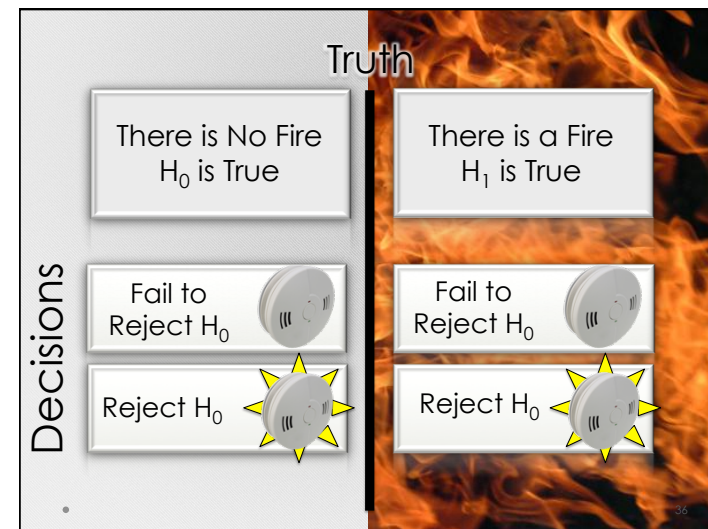 Truth
There is No Fire
H₀ is True
There is a Fire
H₁ is True
Decisions
Fail to
Reject H₀
Fail to
Reject H₀
Reject H₀
Reject H₀
36